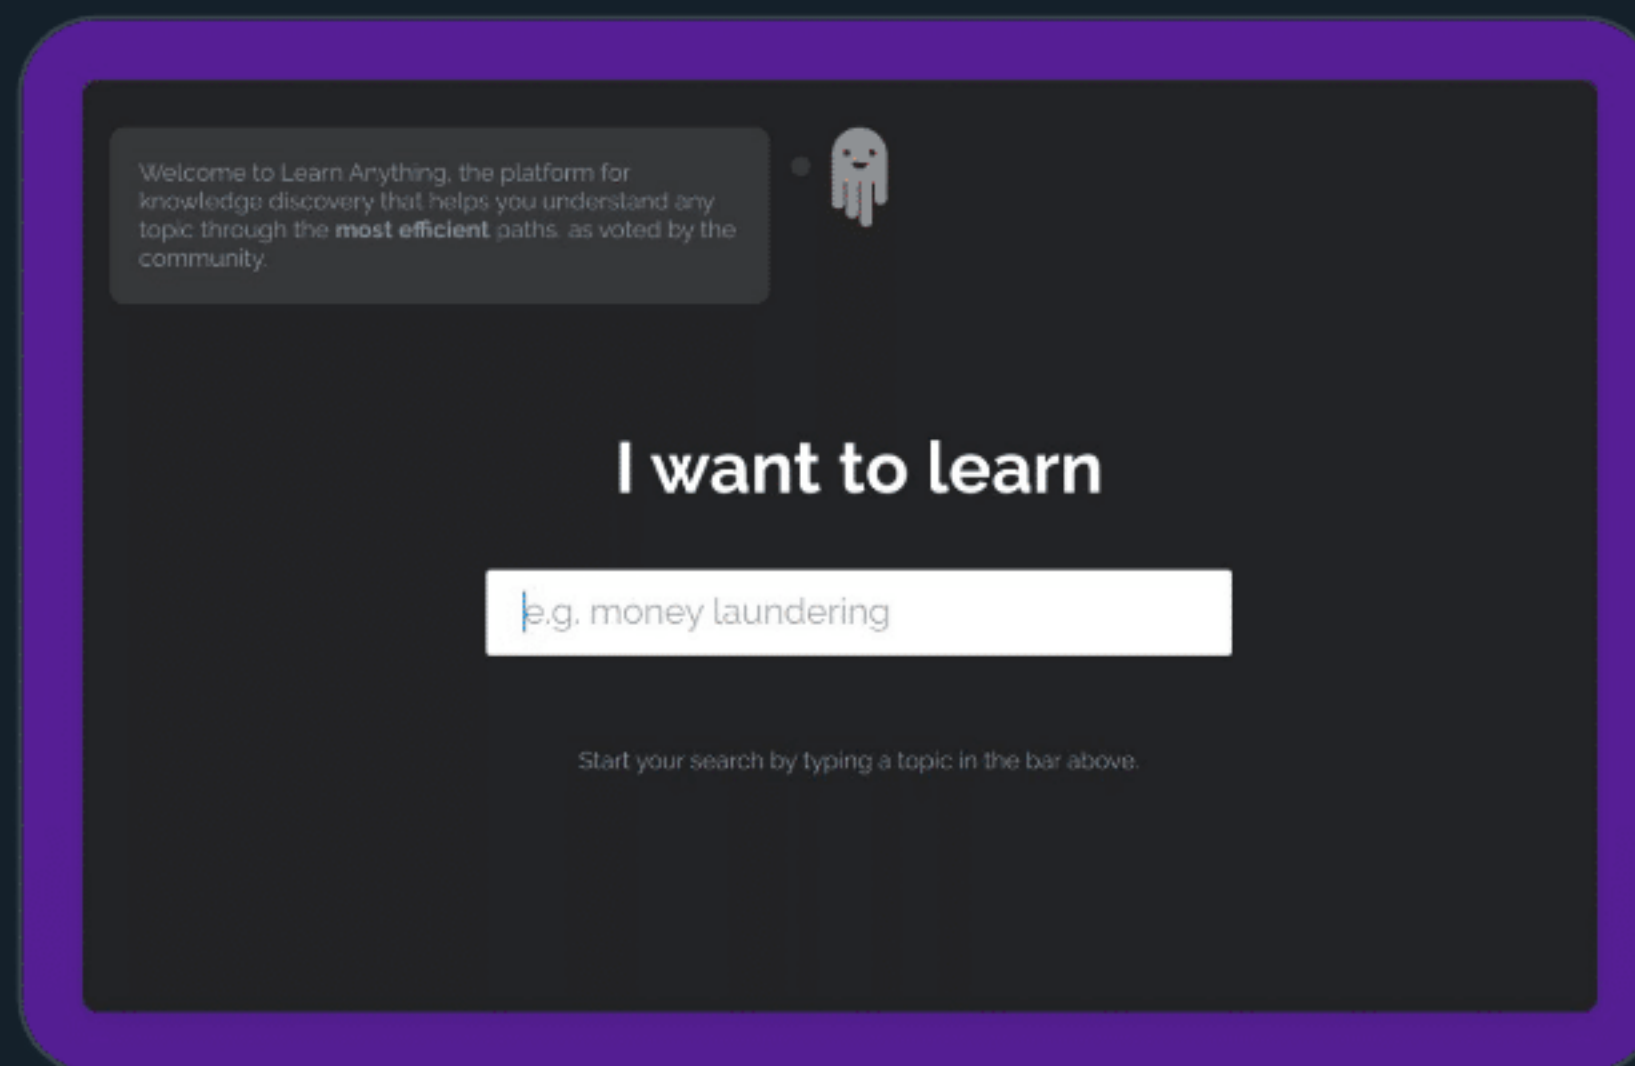 Welcome to Learn Anything, the platform for
knowledge discovery that helps you understand any
topic through the most efficient paths, as voted by the
community.
I want to learn
e.g. money laundering
Start your search by typing a topic in the bar above.